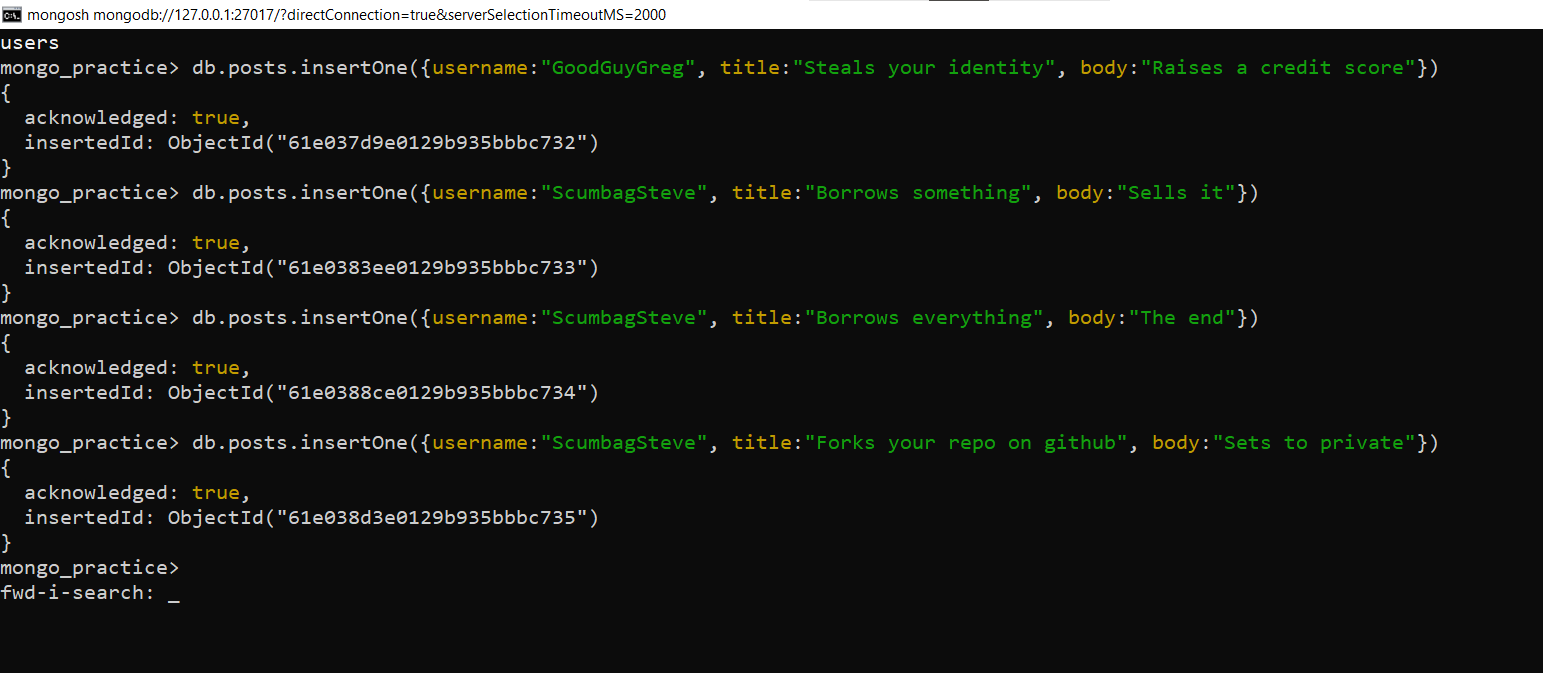 mongosh mongodb://127.0.0.1:27017/?directConnection=true&serverSelectionTimeoutMS=2000
users
mongo_practice> db.posts.insertOne({username:"GoodGuyGreg", title:"Steals your identity", body:"Raises a credit score"})
{
  acknowledged: true,
  insertedId: ObjectId("61e037d9e0129b935bbbc732")
}
mongo_practice> db.posts.insertOne({username:"ScumbagSteve", title:"Borrows something", body:"Sells it"})
{
  acknowledged: true,
  insertedId: ObjectId("61e0383ee0129b935bbbc733")
}
mongo_practice> db.posts.insertOne({username:"ScumbagSteve", title:"Borrows everything", body:"The end"})
{
  acknowledged: true,
  insertedId: ObjectId("61e0388ce0129b935bbbc734")
}
mongo_practice> db.posts.insertOne({username:"ScumbagSteve", title:"Forks your repo on github", body:"Sets to private"})
{
  acknowledged: true,
  insertedId: ObjectId("61e038d3e0129b935bbbc735")
}
mongo_practice>
fwd-i-search: _